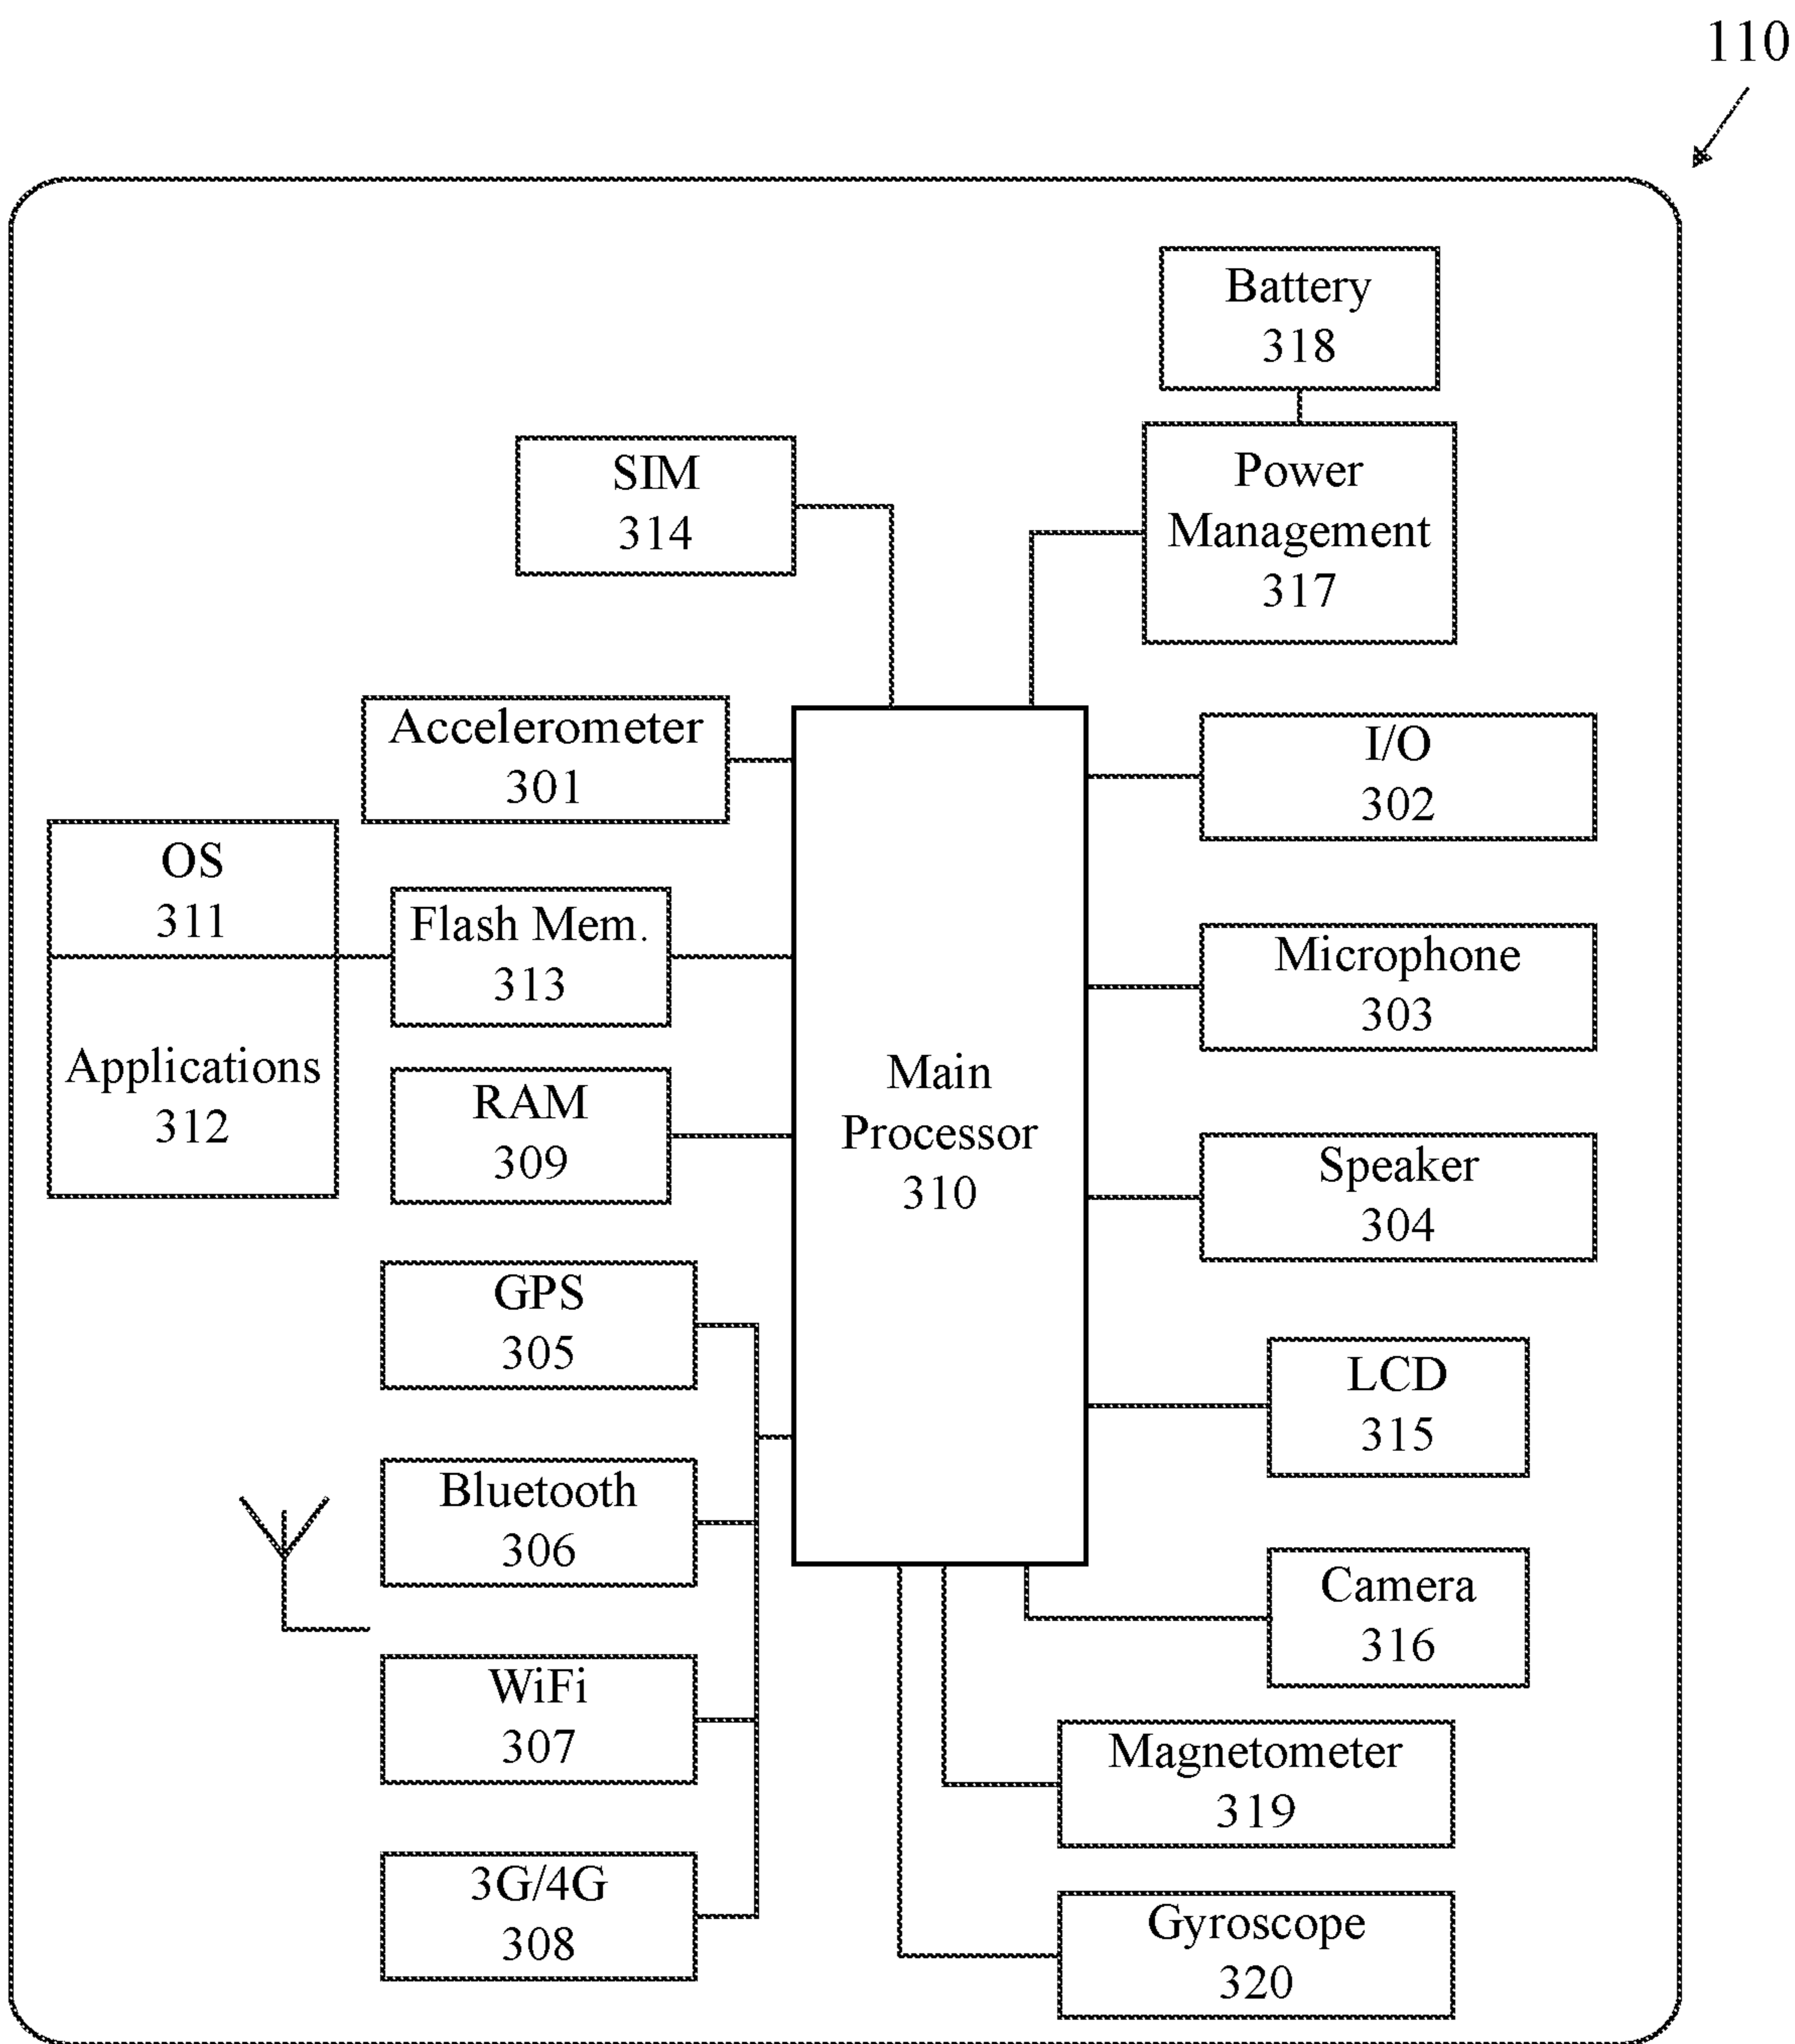 110
Battery
318
SIM
314
Power
Management
317
Accelerometer
301
I/O
302
OS
311
Flash Mem.
313
Microphone
303
Applications
312
RAM
309
Main
Processor
310
Speaker
304
GPS
305
LCD
315
Bluetooth
306
Camera
316
WiFi
307
Magnetometer
319
3G/4G
308
Gyroscope
320